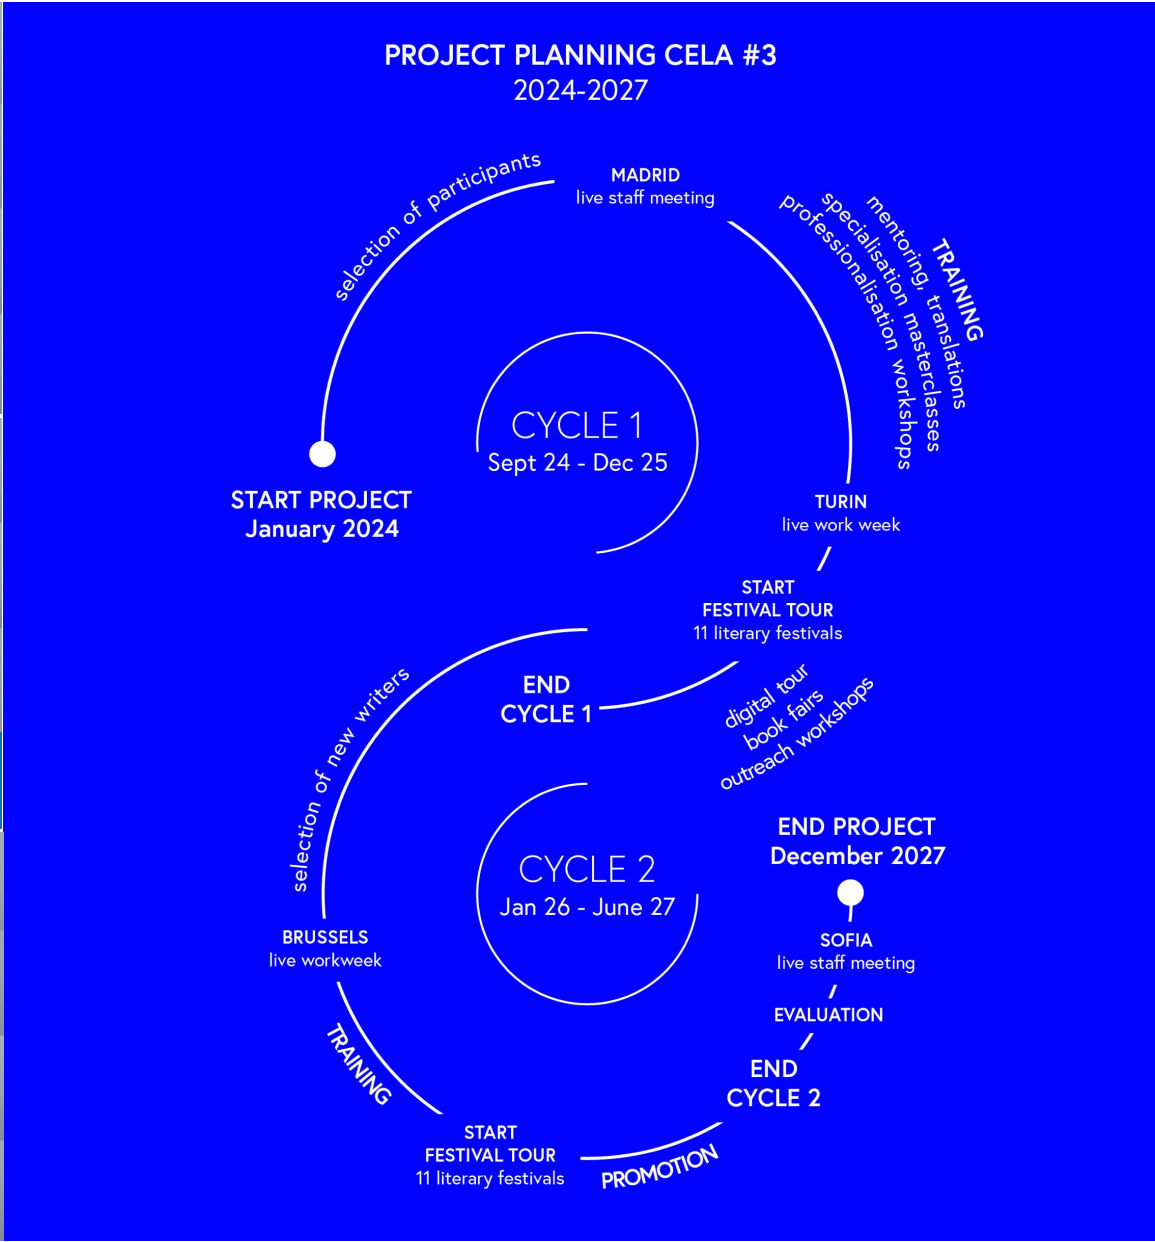 PROJECT PLANNING CELA #3
2024-2027
selection of participants
MADRID
live staff meeting
TRAINING
mentoring, translations
specialisation masterclasses
professionalisation workshops
CYCLE 1
Sept 24 - Dec 25
START PROJECT
January 2024
TURIN
live work week
START
FESTIVAL TOUR
11 literary festivals
digital tour
book fairs
outreach workshops
END
CYCLE 1
selection of new writers
CYCLE 2
Jan 26 - June 27
BRUSSELS
live workweek
TRAINING
START
FESTIVAL TOUR
11 literary festivals
PROMOTION
END
CYCLE 2
EVALUATION
SOFIA
live staff meeting
END PROJECT
December 2027